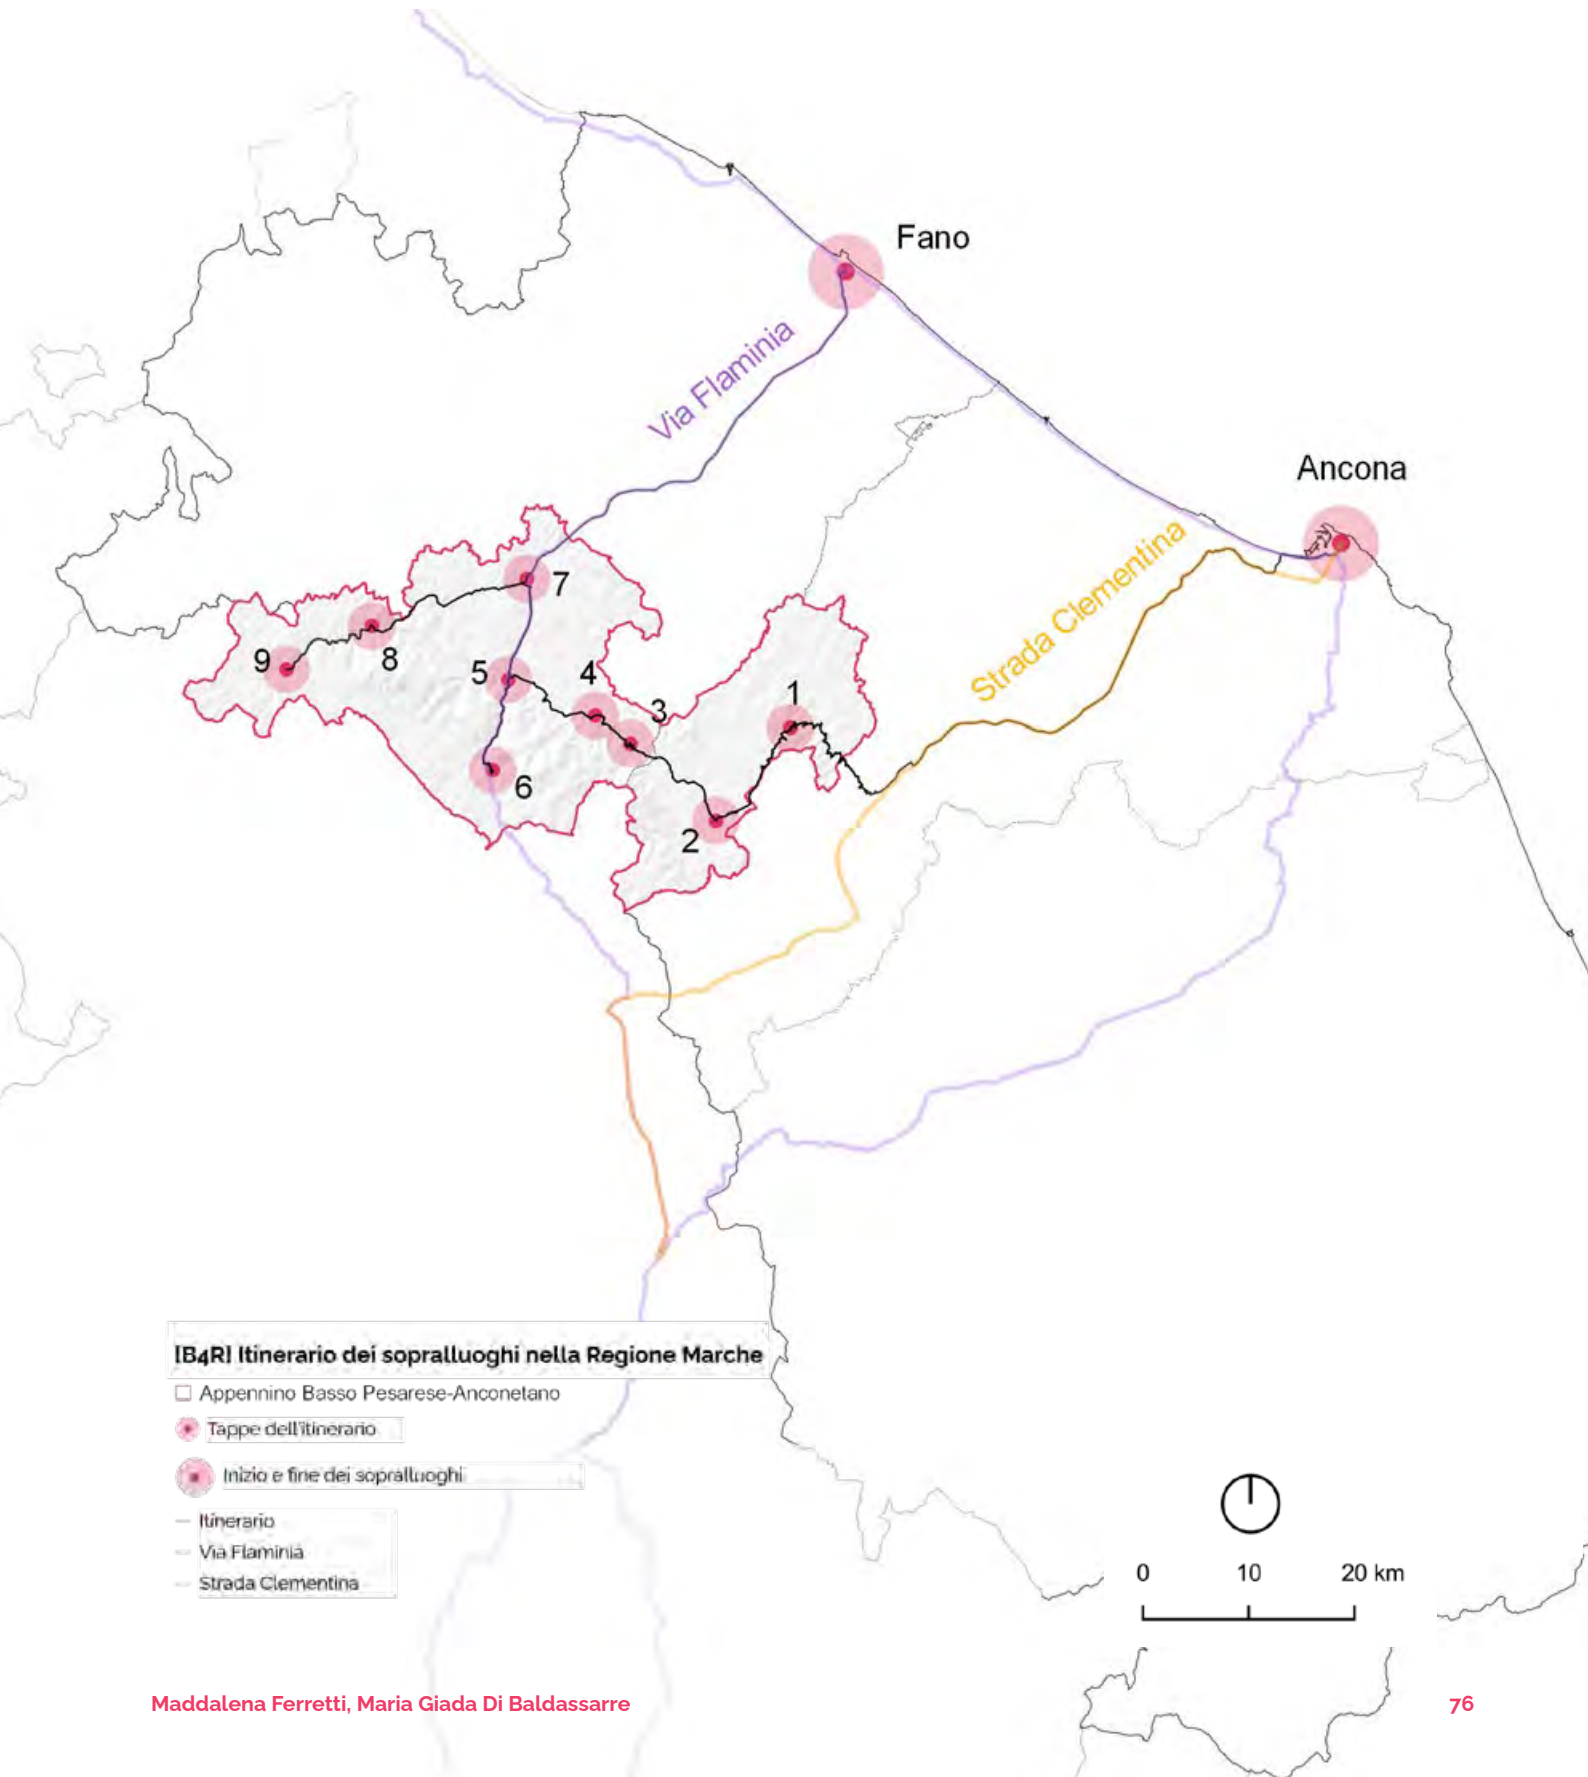 Fano
Via Flaminia
Ancona
Strada Clementina
7
9
8
5
4
3
1
6
2
[B4R] Itinerario dei sopralluoghi nella Regione Marche
Appennino Basso Pesarese-Anconetano
Tappe dell'itinerario
Inizio e fine dei sopralluoghi
Itinerario
Via Flaminia
Strada Clementina
0 10 20 km
Maddalena Ferretti, Maria Giada Di Baldassarre
76